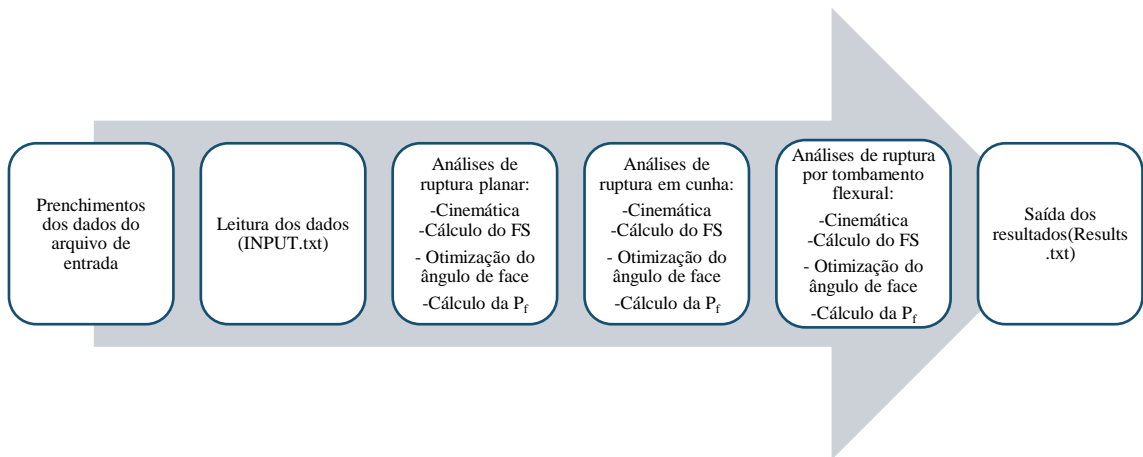 Prenchimentos
dos dados do
arquivo de
entrada
Leitura dos dados
(INPUT.txt)
Análises de
ruptura planar:
-Cinemática
-Cálculo do FS
- Otimização do
ângulo de face
-Cálculo da Pf
Análises de
ruptura em cunha:
-Cinemática
-Cálculo do FS
- Otimização do
ângulo de face
-Cálculo da Pf
Análises de ruptura
por tombamento
flexural:
-Cinemática
-Cálculo do FS
- Otimização do
ângulo de face
-Cálculo da Pf
Saída dos
resultados(Results
.txt)